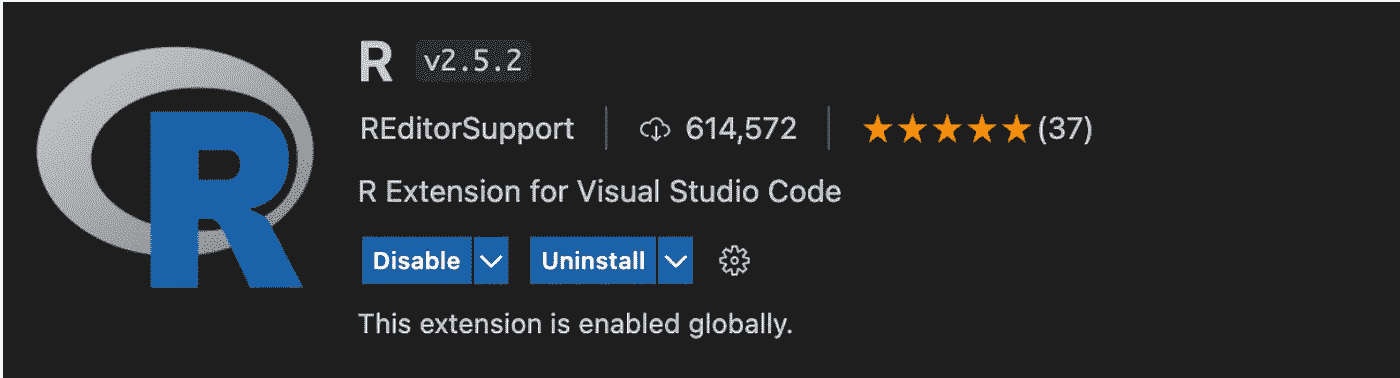 R v2.5.2
REditorSupport 614,572 (37)
R Extension for Visual Studio Code
Disable Uninstall
This extension is enabled globally.
R